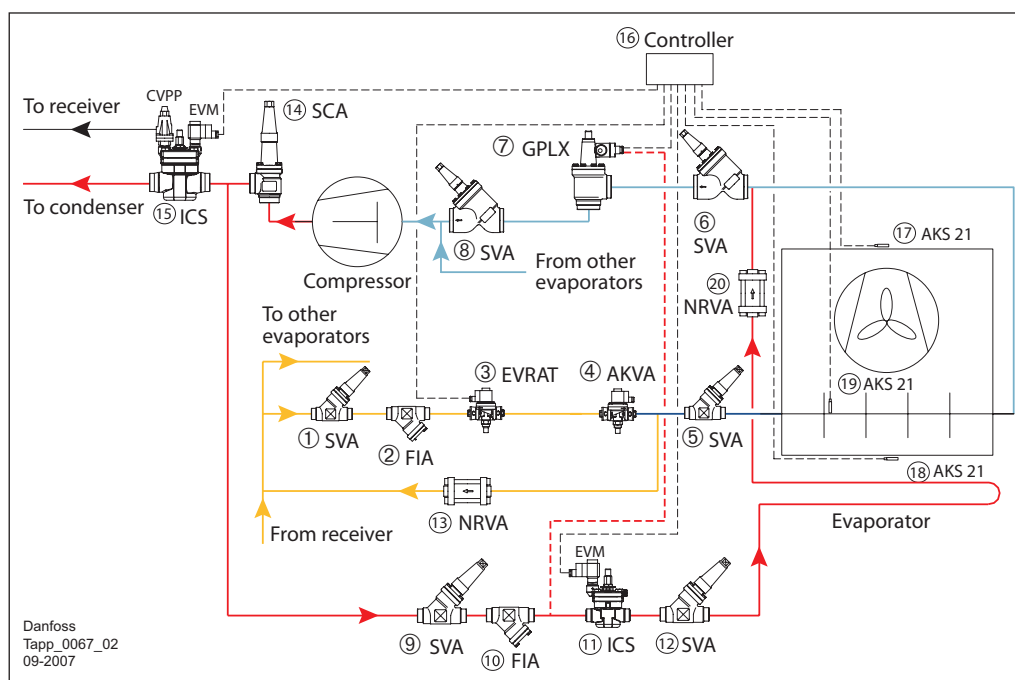 ⑯ Controller
To receiver
CVPP
EVM
⑭ SCA
⑦ GPLX
To condenser
⑮ ICS
Compressor
⑧ SVA
⑥
SVA
From other
evaporators
⑰ AKS 21
⑳
NRVA
To other
evaporators
③ EVRAT
④ AKVA
⑲ AKS 21
① SVA
② FIA
⑤ SVA
⑱ AKS 21
⑬ NRVA
From receiver
Evaporator
EVM
⑨ SVA
⑩ FIA
⑪ ICS
⑫ SVA
Danfoss
Tapp_0067_02
09-2007